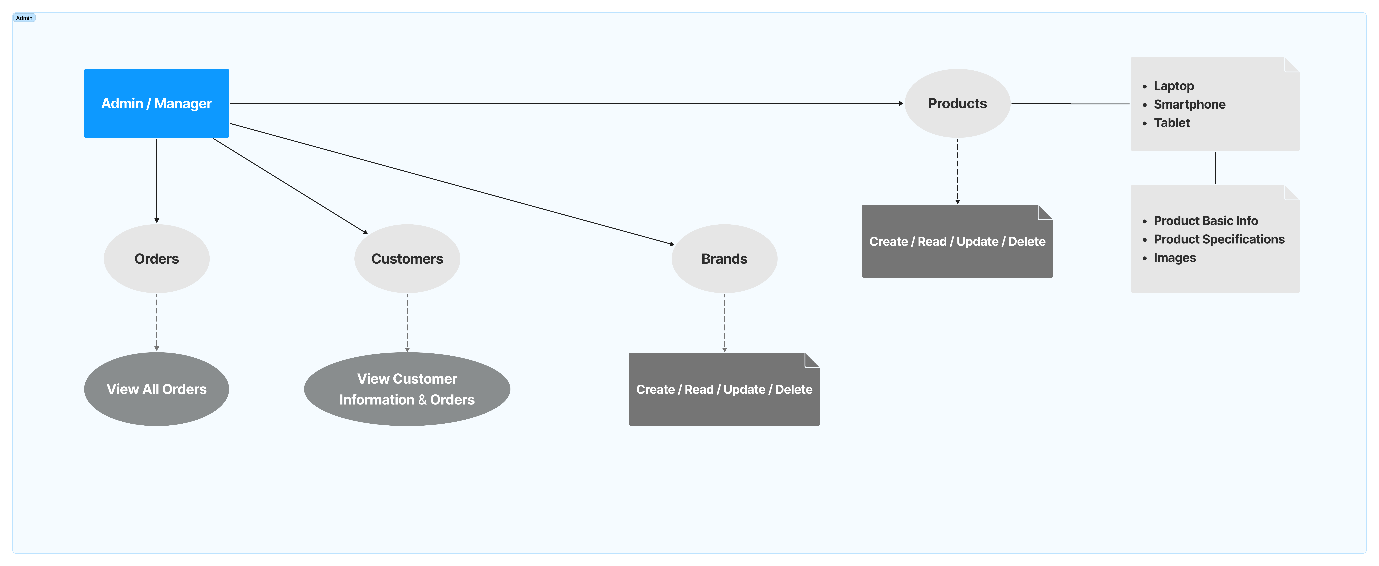 Admin
Admin / Manager
Products
Laptop
Smartphone
Tablet
Product Basic Info
Product Specifications
Images
Create / Read / Update / Delete
Orders
Customers
Brands
View All Orders
View Customer
Information & Orders
Create / Read / Update / Delete